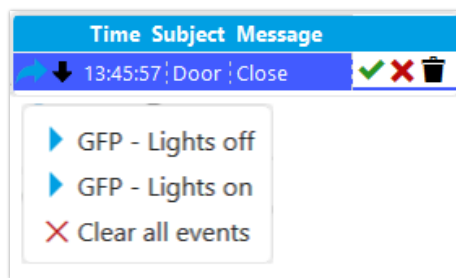 Time Subject Message
13:45:57 Door Close
GFP - Lights off
GFP - Lights on
Clear all events